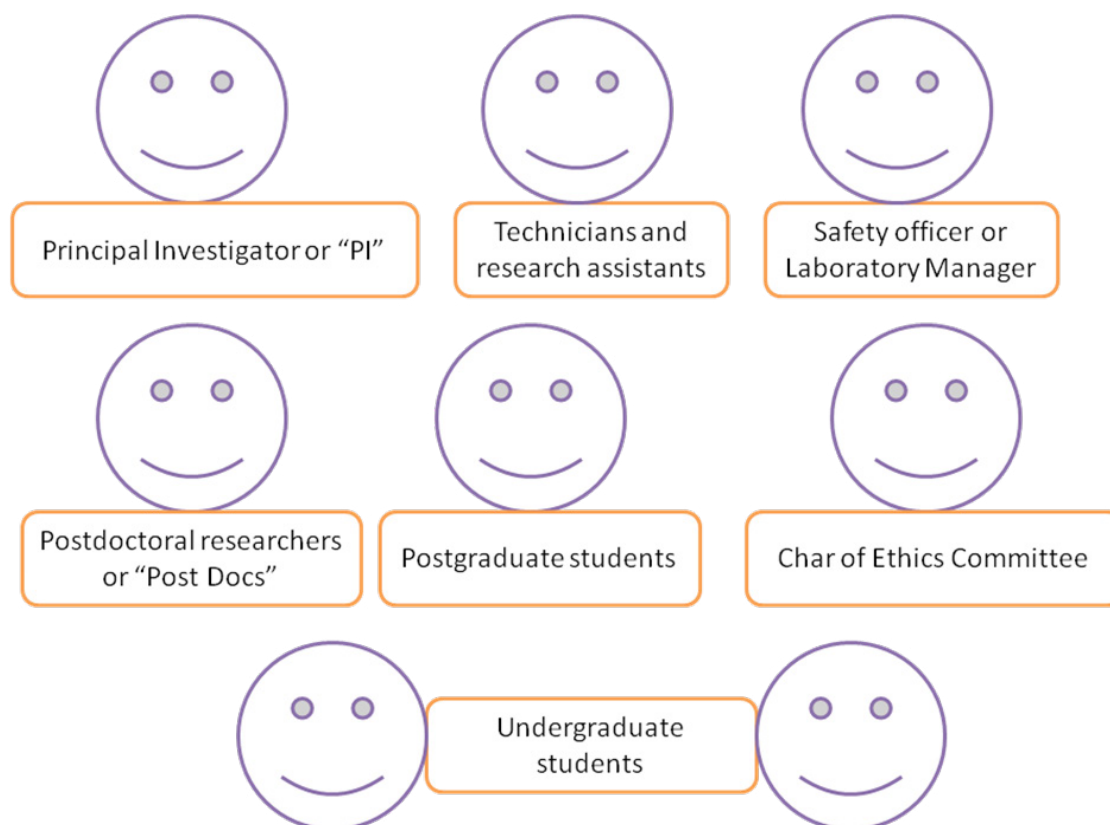 Principal Investigator or “PI”
Technicians and
research assistants
Safety officer or
Laboratory Manager
Postdoctoral researchers
or “Post Docs”
Postgraduate students
Char of Ethics Committee
Undergraduate
students